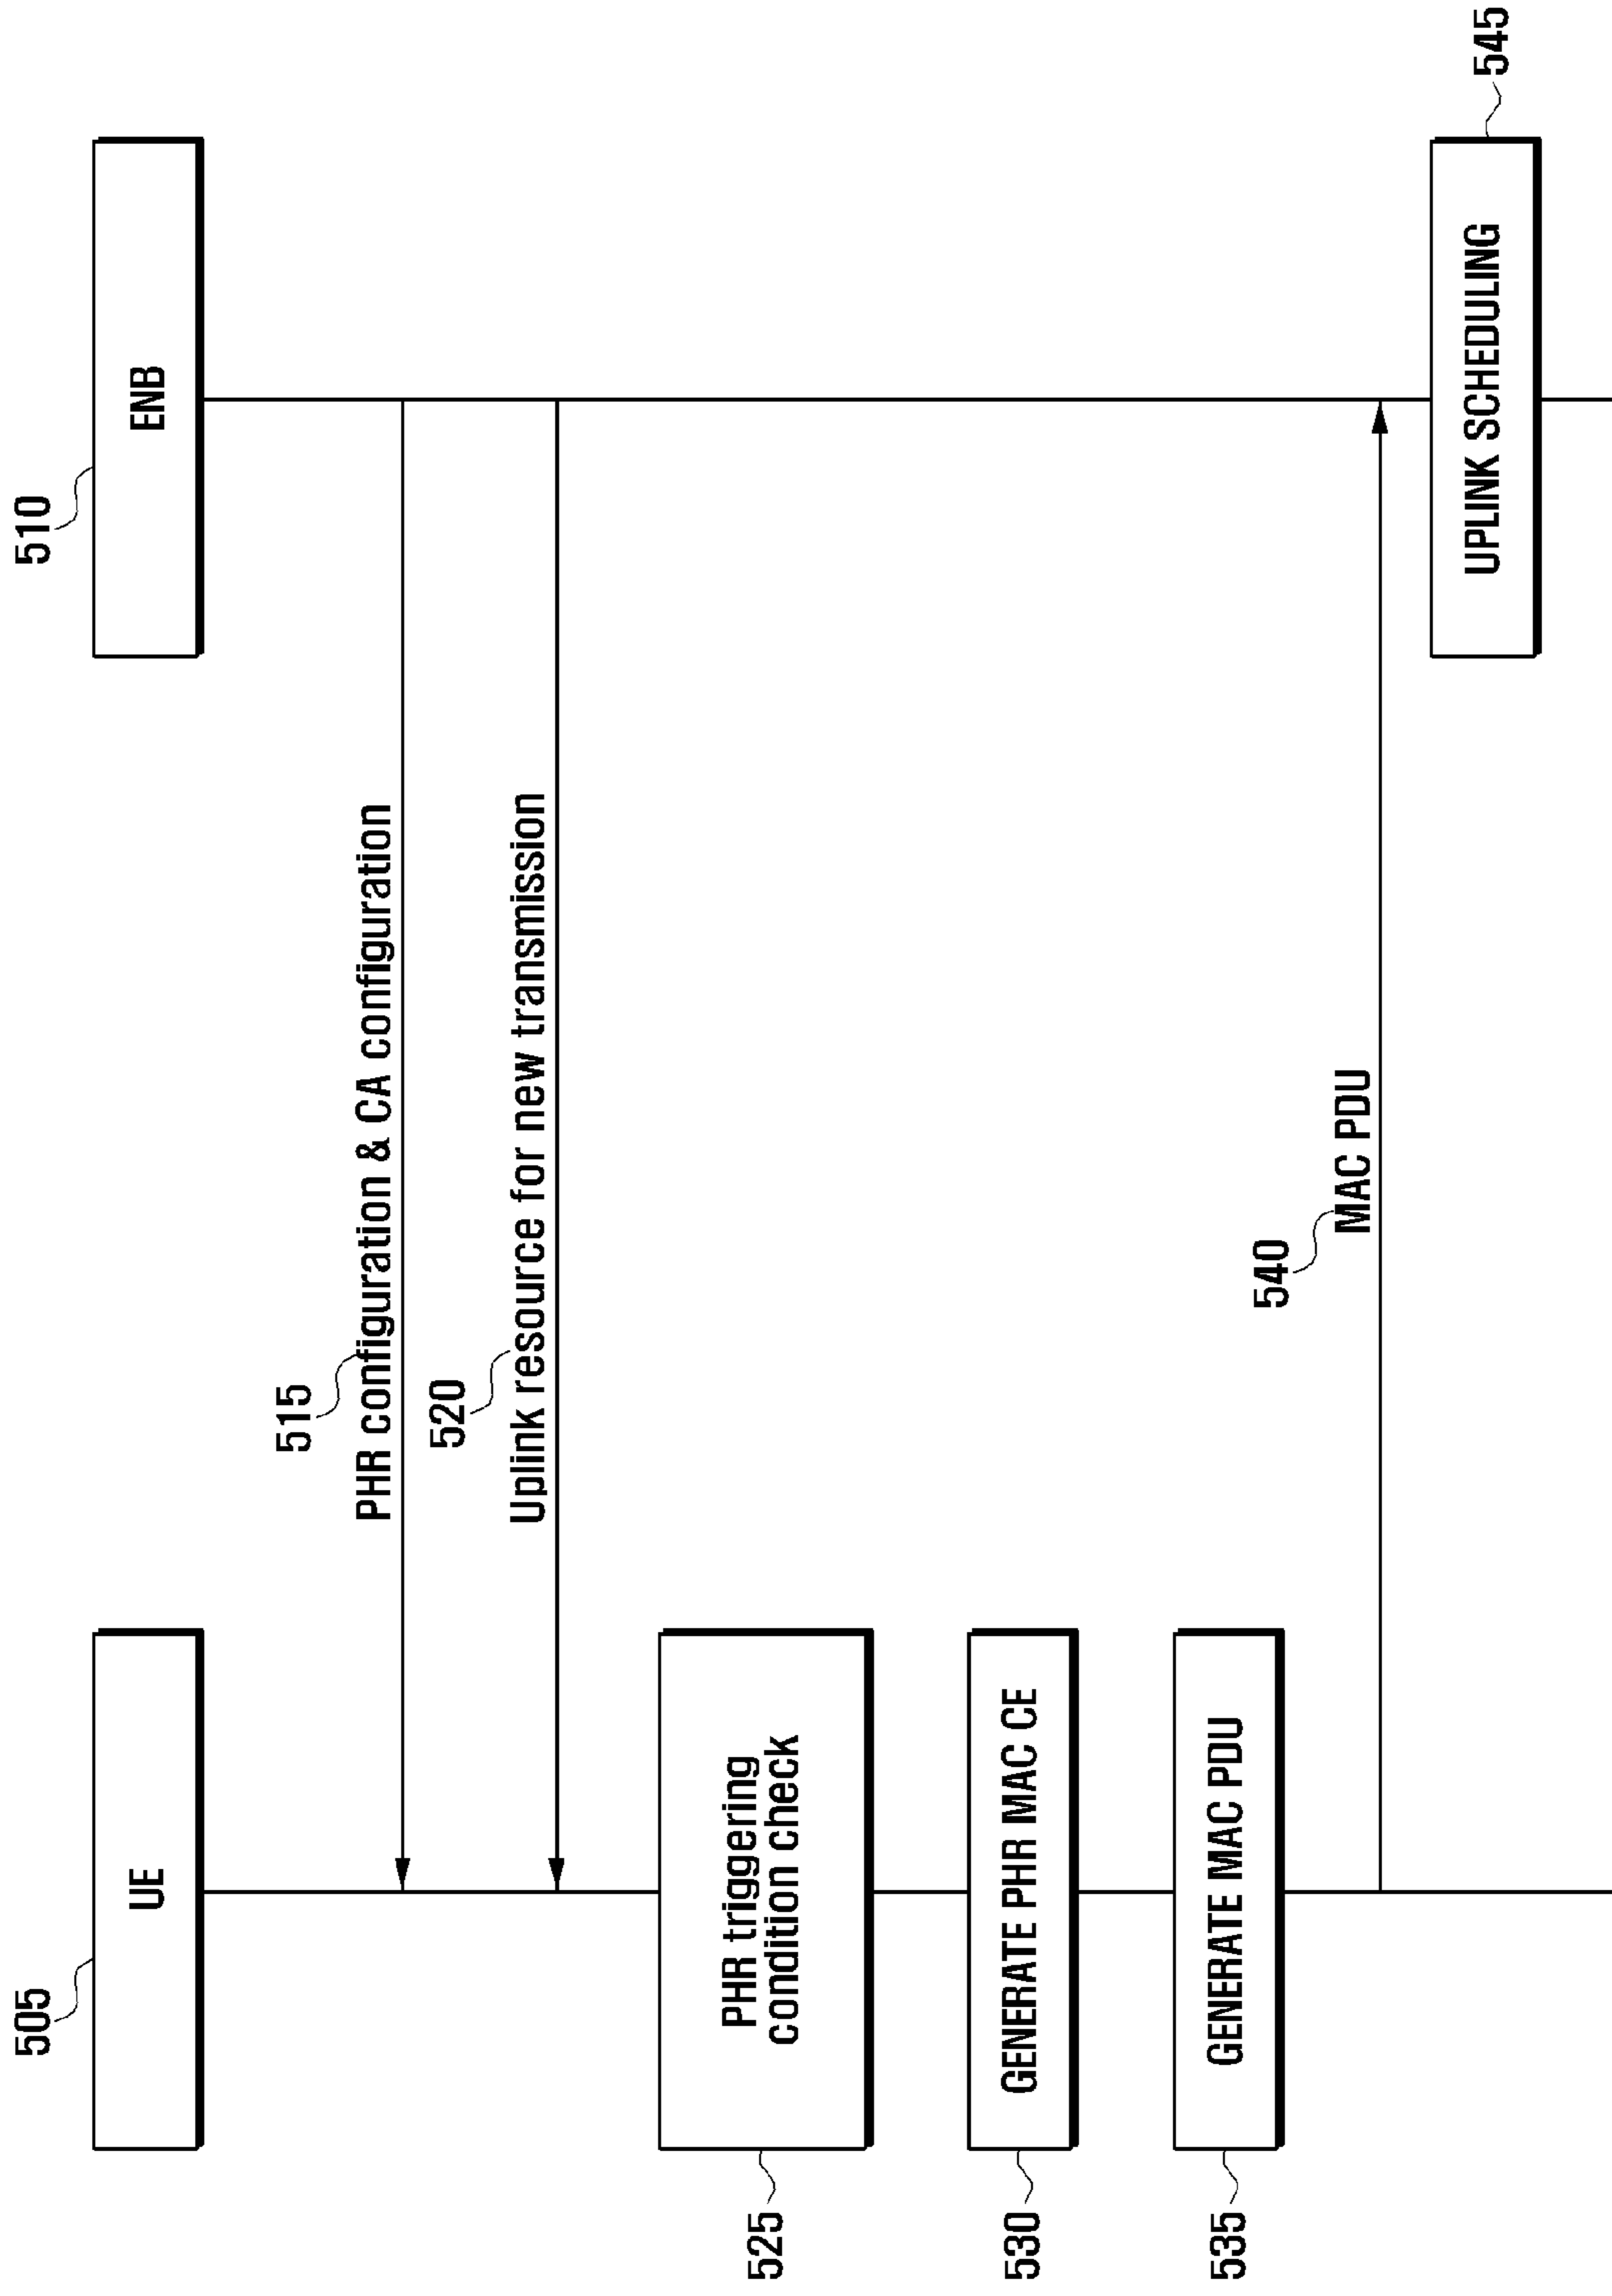 505
UE
510
ENB
515
PHR configuration & CA configuration
520
Uplink resource for new transmission
525
PHR triggering
condition check
530
GENERATE PHR MAC CE
535
GENERATE MAC PDU
540
MAC PDU
545
UPLINK SCHEDULING